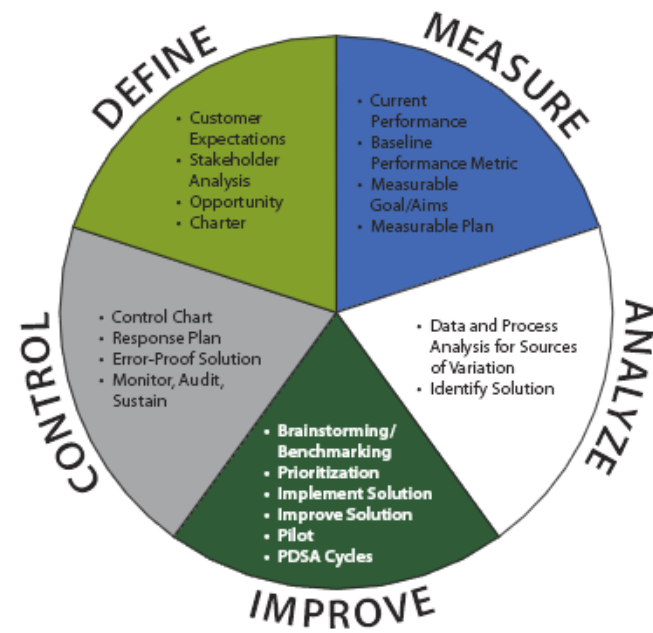 DEFINE
• Customer
Expectations
• Stakeholder
Analysis
• Opportunity
• Charter
MEASURE
• Current
Performance
• Baseline
Performance Metric
• Measurable
Goal/Aims
• Measurable Plan
ANALYZE
• Data and Process
Analysis for Sources
of Variation
• Identify Solution
IMPROVE
• Brainstorming/
Benchmarking
• Prioritization
• Implement Solution
• Improve Solution
• Pilot
• PDSA Cycles
CONTROL
• Control Chart
• Response Plan
• Error-Proof Solution
• Monitor, Audit,
Sustain